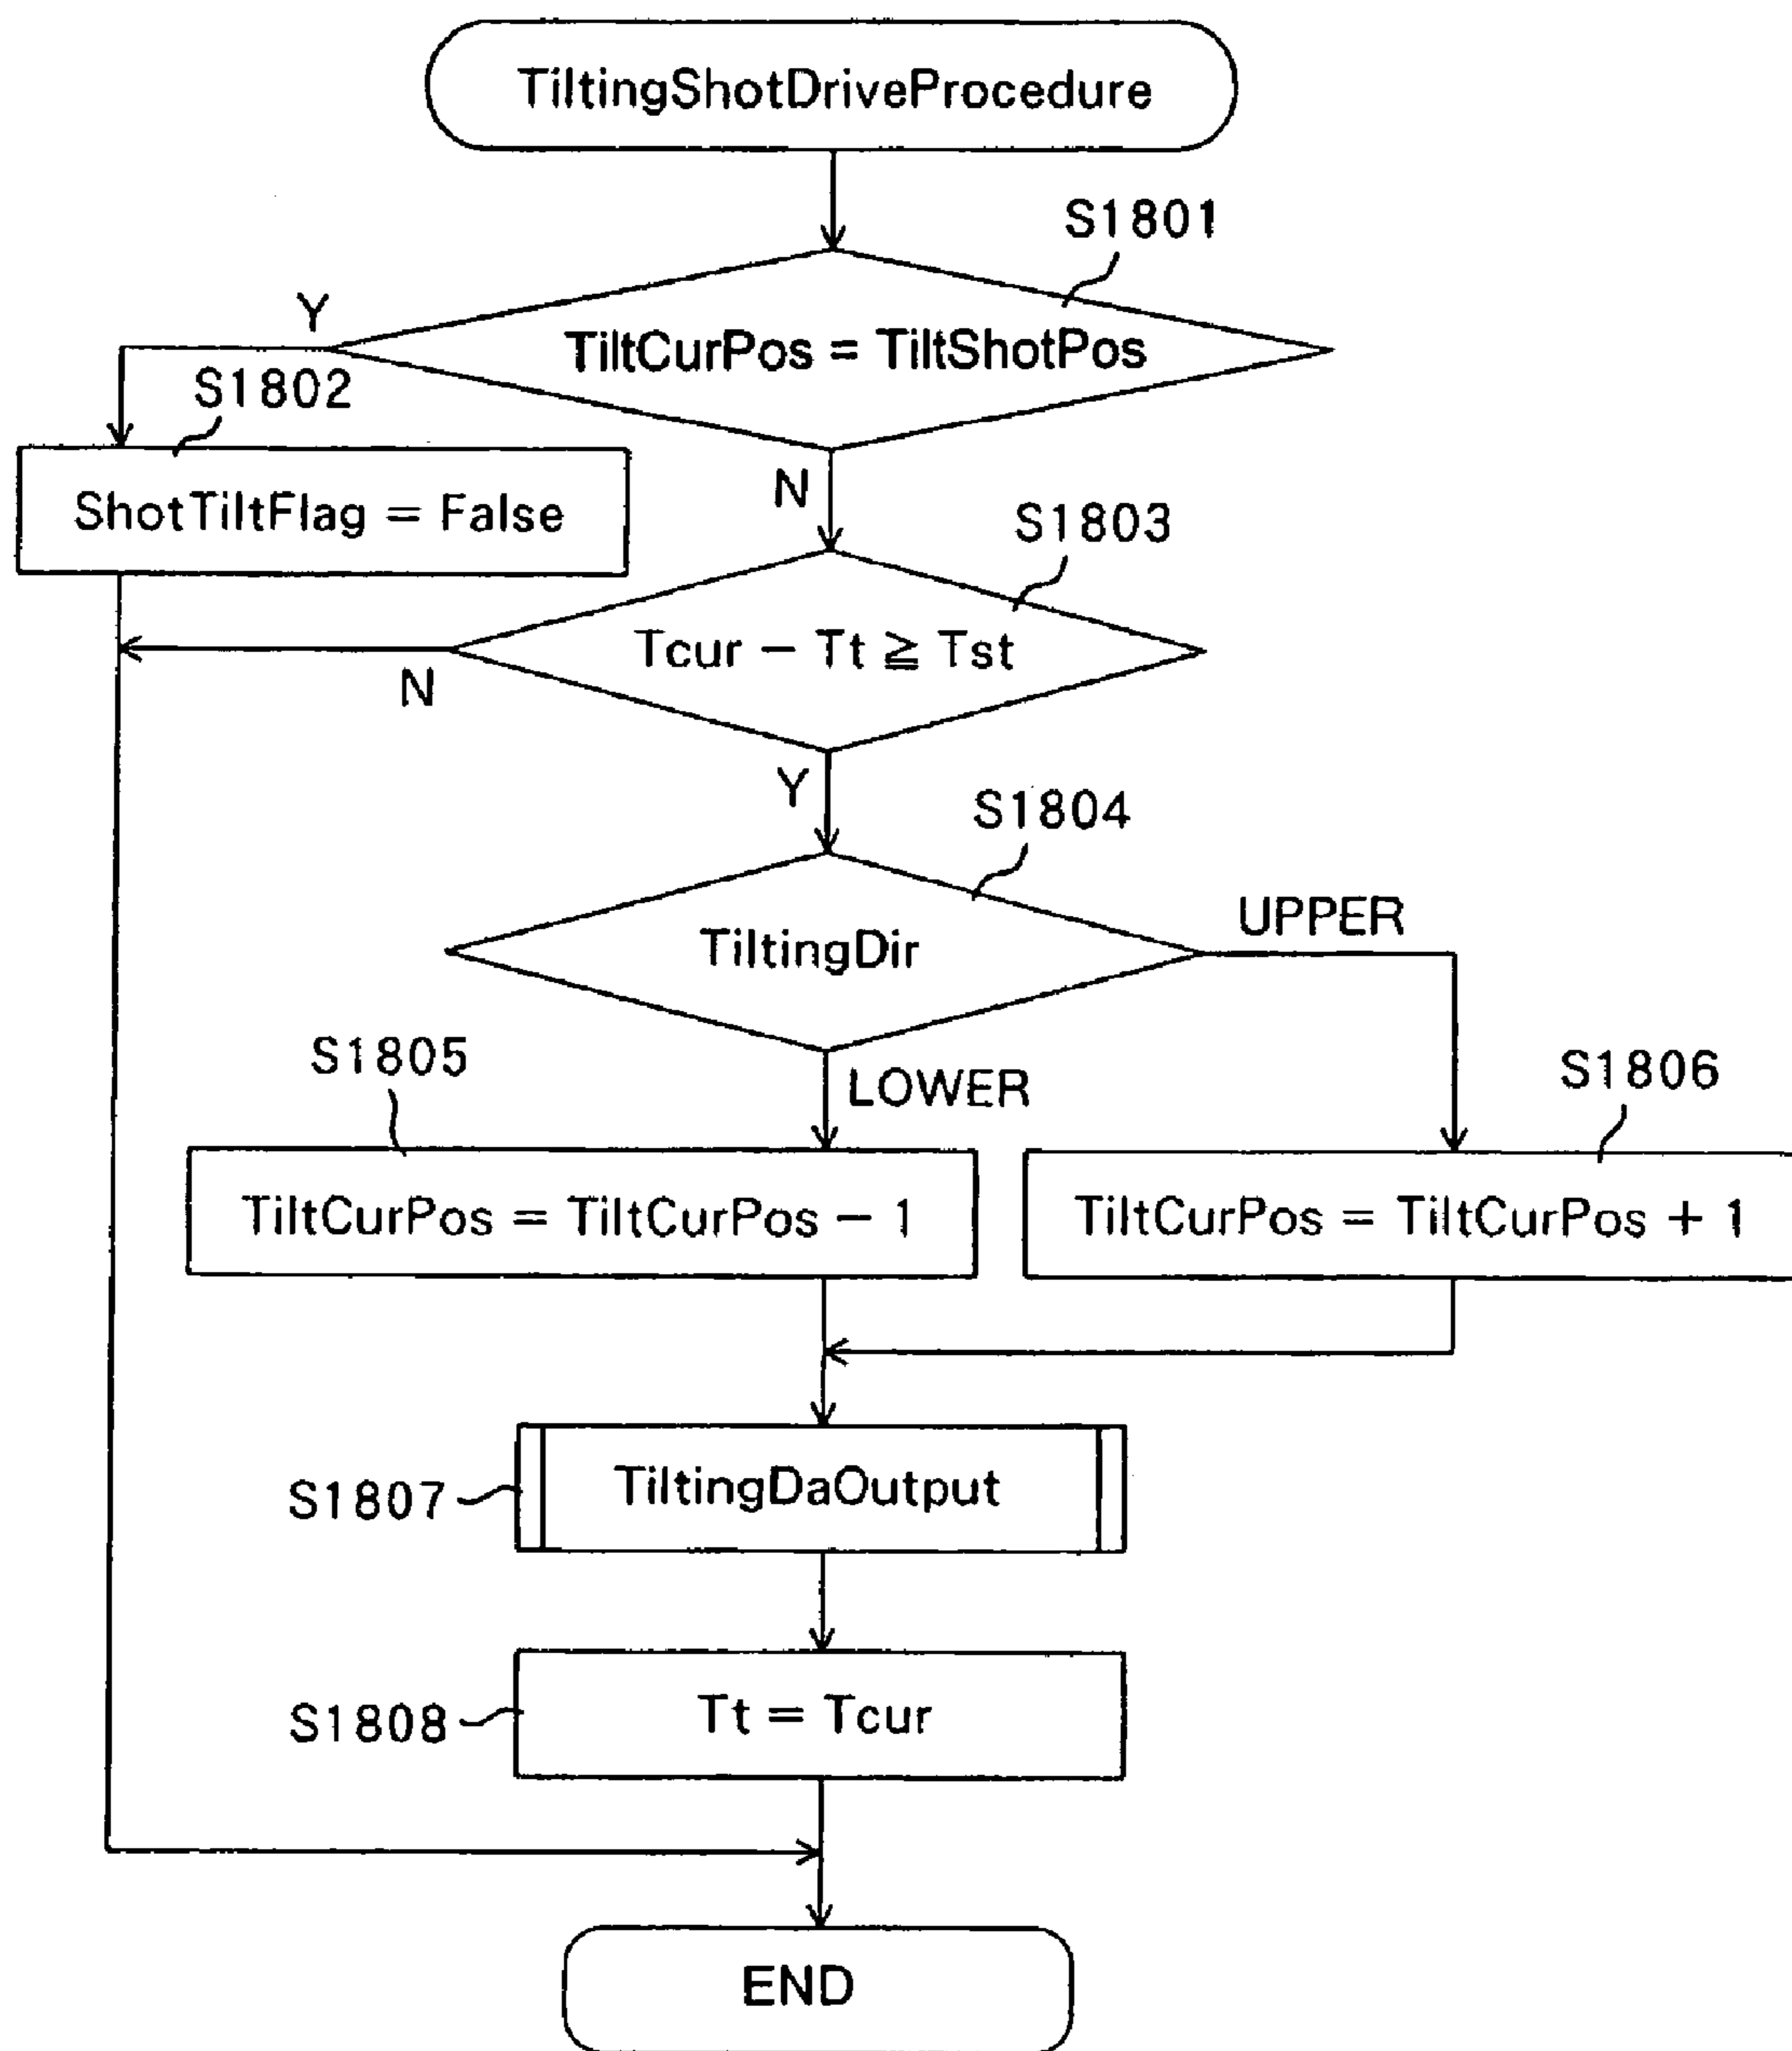 TiltingShotDriveProcedure
S1801
Y
TiltCurPos = TiltShotPos
S1802
ShotTiltFlag = False
N
S1803
Tcur − Tt ≧ Tst
N
Y
S1804
TiltingDir
UPPER
LOWER
S1805
TiltCurPos = TiltCurPos − 1
S1806
TiltCurPos = TiltCurPos + 1
S1807
TiltingDaOutput
S1808
Tt = Tcur
END